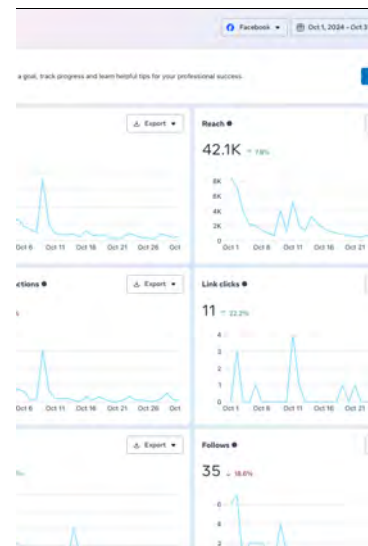 Facebook
Oct 1, 2024 – Oct 3
a goal, track progress and learn helpful tips for your professional success.
Export
Reach
42.1K
8K
6K
4K
2K
0
Oct 6 Oct 11 Oct 16 Oct 21 Oct 26 Oct
Oct 1 Oct 6 Oct 11 Oct 16 Oct 21
ctions
Export
Link clicks
11 22.2%
4
3
2
1
0
Oct 6 Oct 11 Oct 16 Oct 21 Oct 26 Oct
Oct 1 Oct 6 Oct 11 Oct 16 Oct 21
Export
Follows
35 18.6%
8
6
4
2